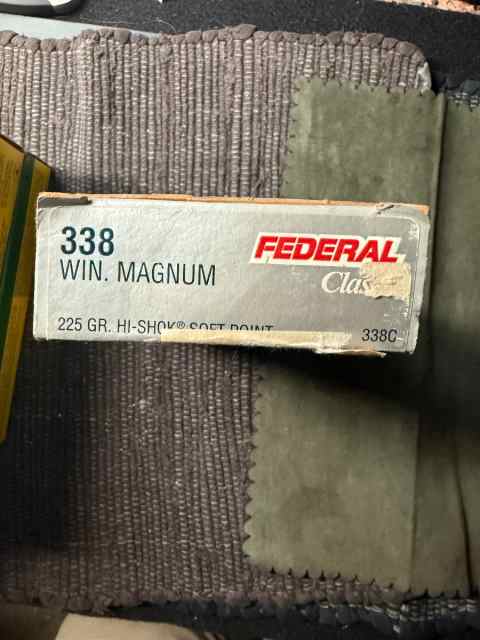 338
WIN. MAGNUM
FEDERAL
225 GR. HI-SHOK® SOFT POINT
338C